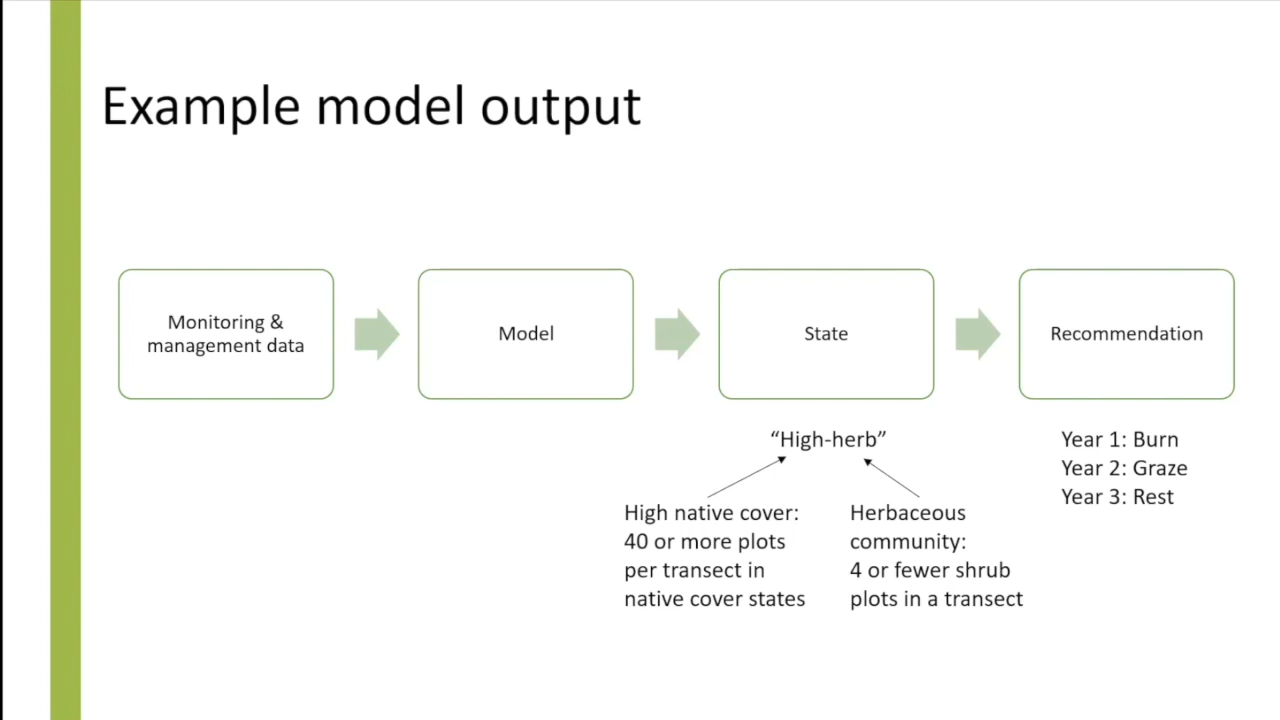 Example model output
Monitoring &
management data
Model
State
Recommendation
“High-herb”
High native cover:
40 or more plots
per transect in
native cover states
Herbaceous
community:
4 or fewer shrub
plots in a transect
Year 1: Burn
Year 2: Graze
Year 3: Rest